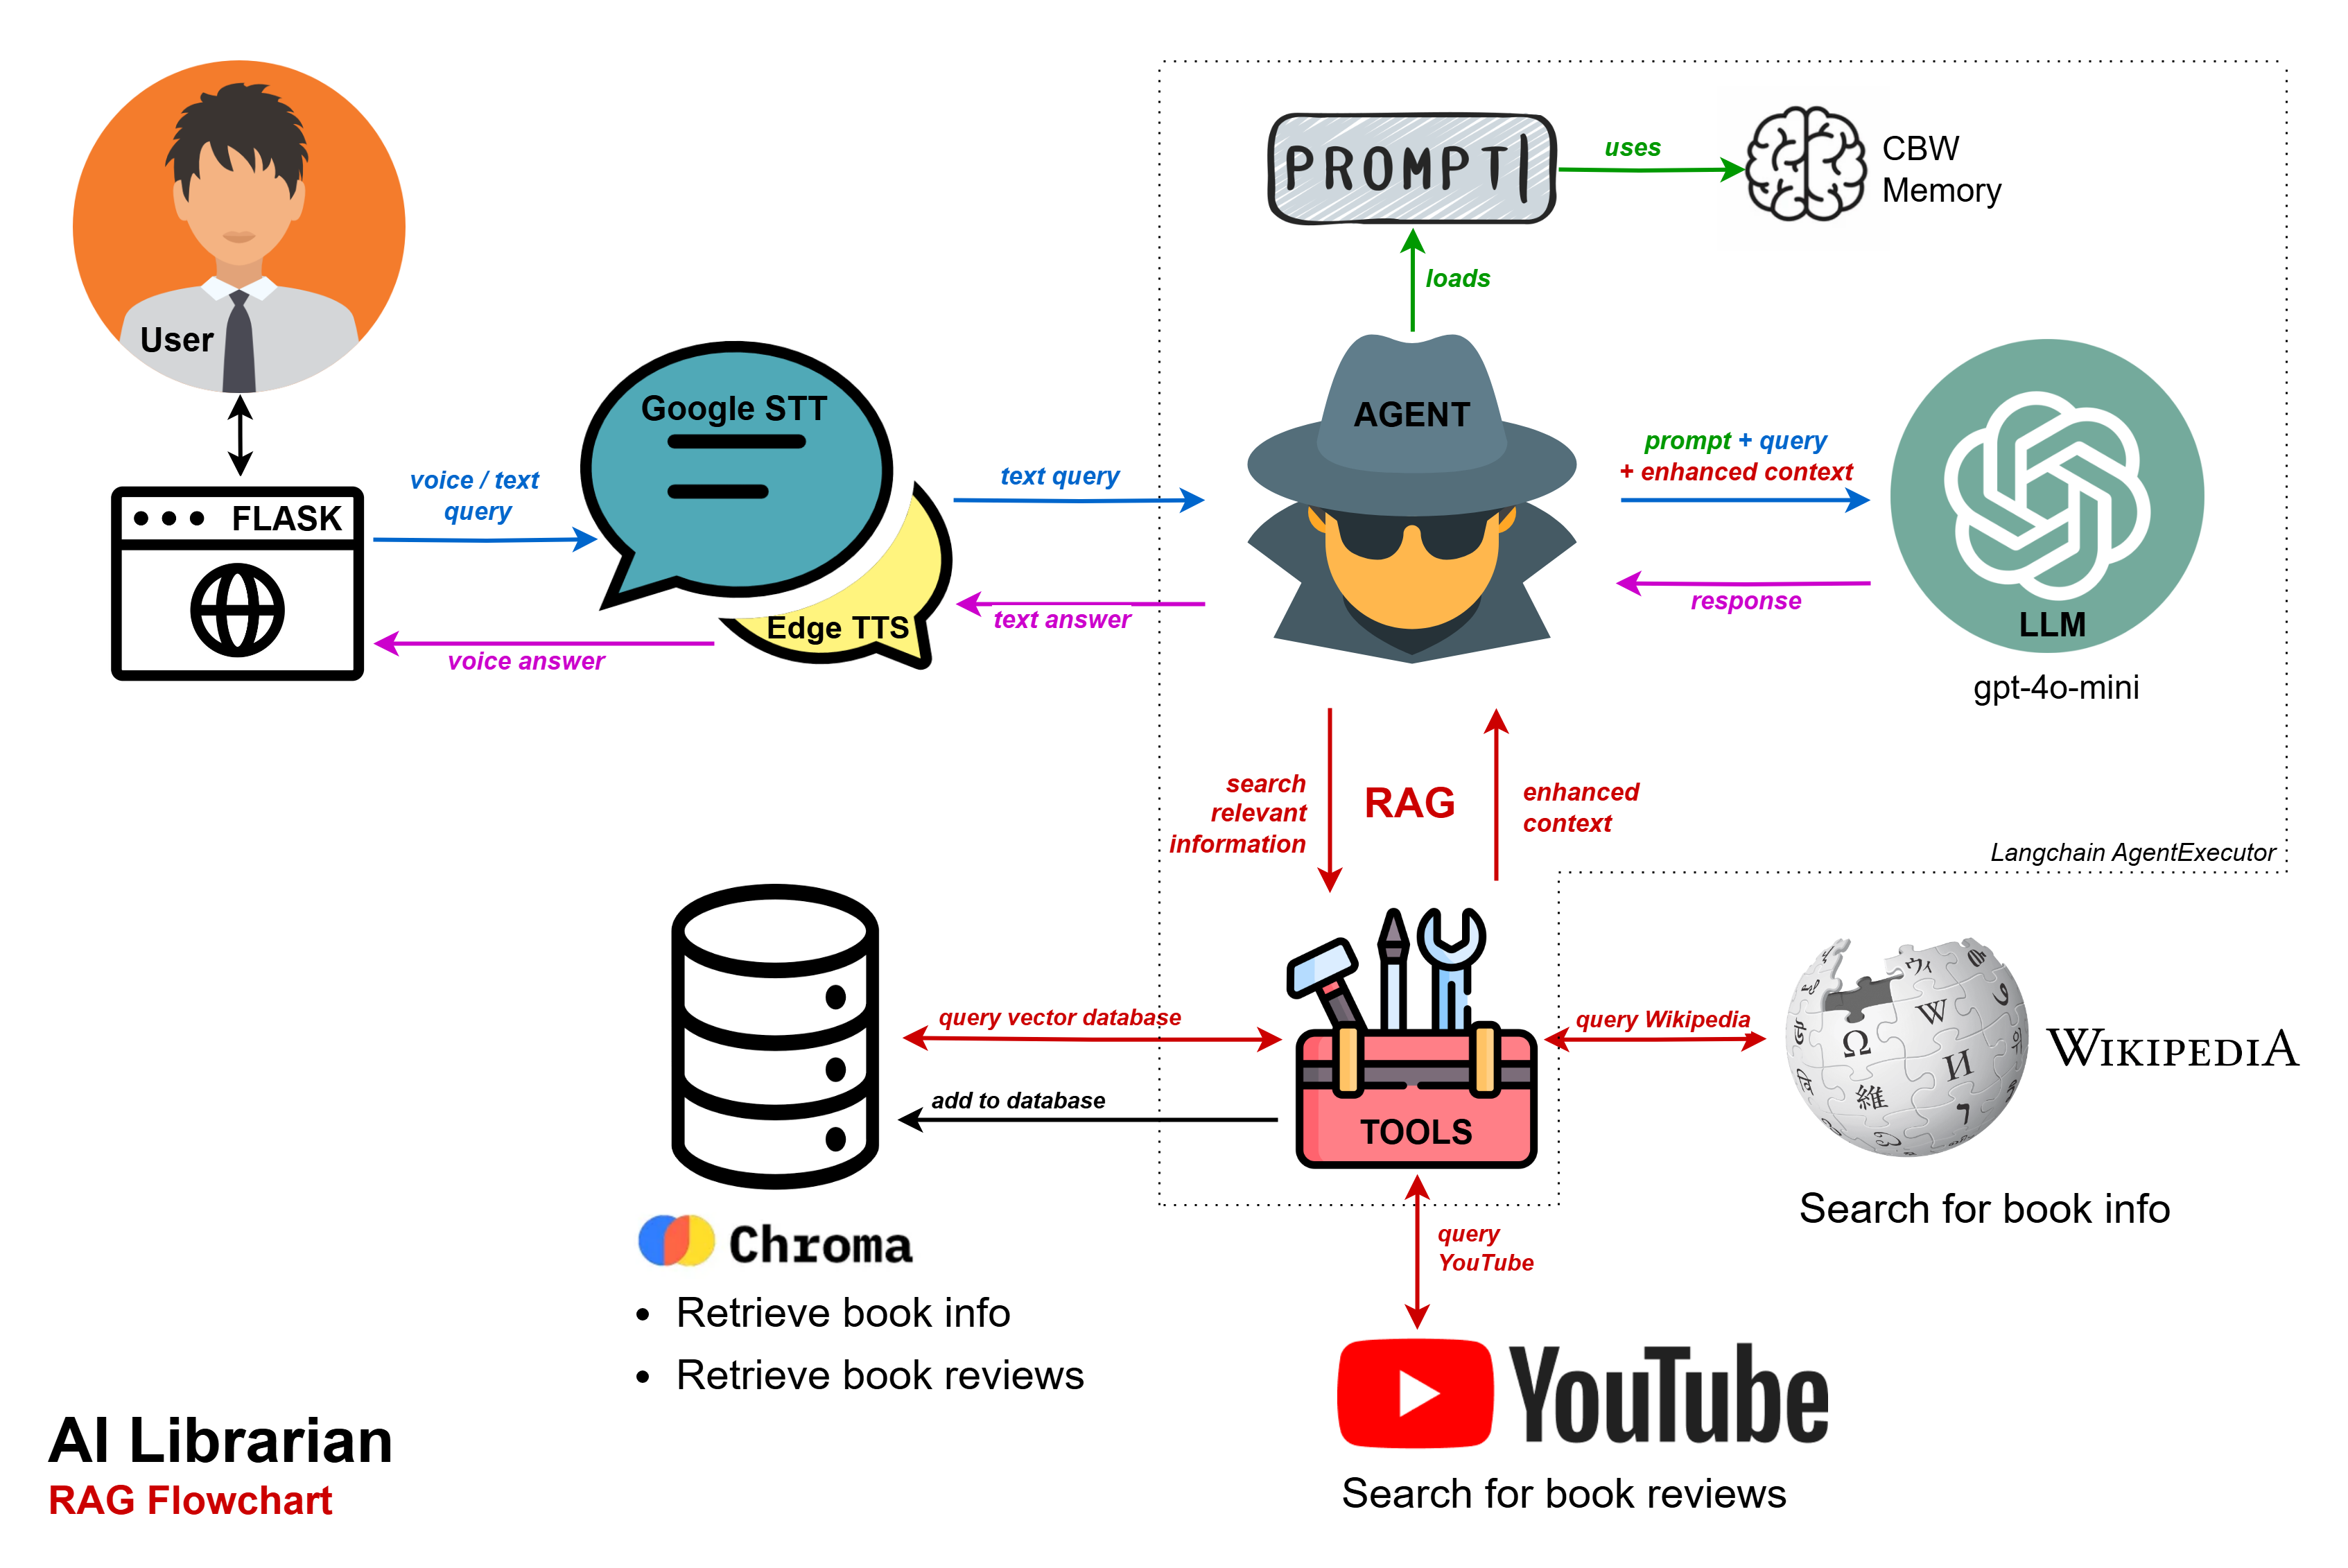 User
FLASK
voice / text
query
voice answer
Google STT
Edge TTS
text query
text answer
PROMPT
uses
CBW
Memory
loads
AGENT
prompt + query
+ enhanced context
response
LLM
gpt-4o-mini
search
relevant
information
RAG
enhanced
context
Langchain AgentExecutor
query vector database
add to database
TOOLS
query Wikipedia
Ω
W
И
維
ウィ
WIKIPEDIA
Search for book info
Chroma
• Retrieve book info
• Retrieve book reviews
query
YouTube
YouTube
Search for book reviews
AI Librarian
RAG Flowchart